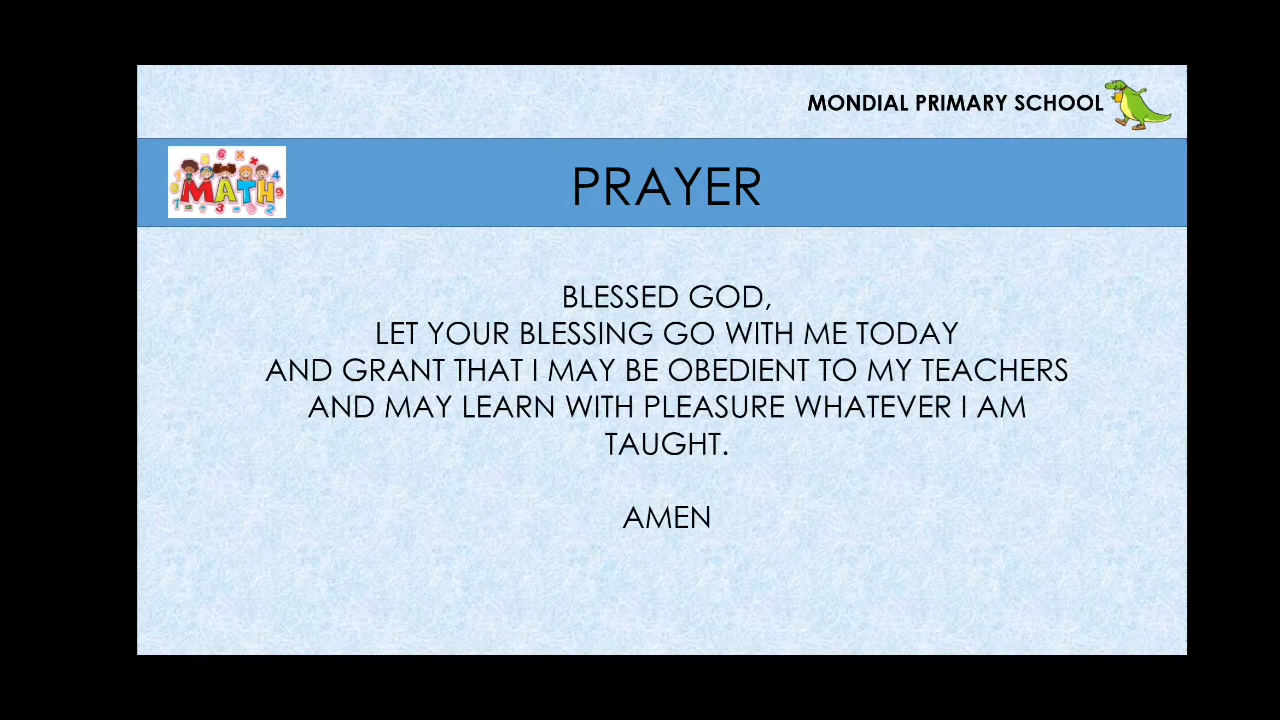 MONDIAL PRIMARY SCHOOL
MATH
PRAYER
BLESSED GOD,
LET YOUR BLESSING GO WITH ME TODAY
AND GRANT THAT I MAY BE OBEDIENT TO MY TEACHERS
AND MAY LEARN WITH PLEASURE WHATEVER I AM
TAUGHT.
AMEN